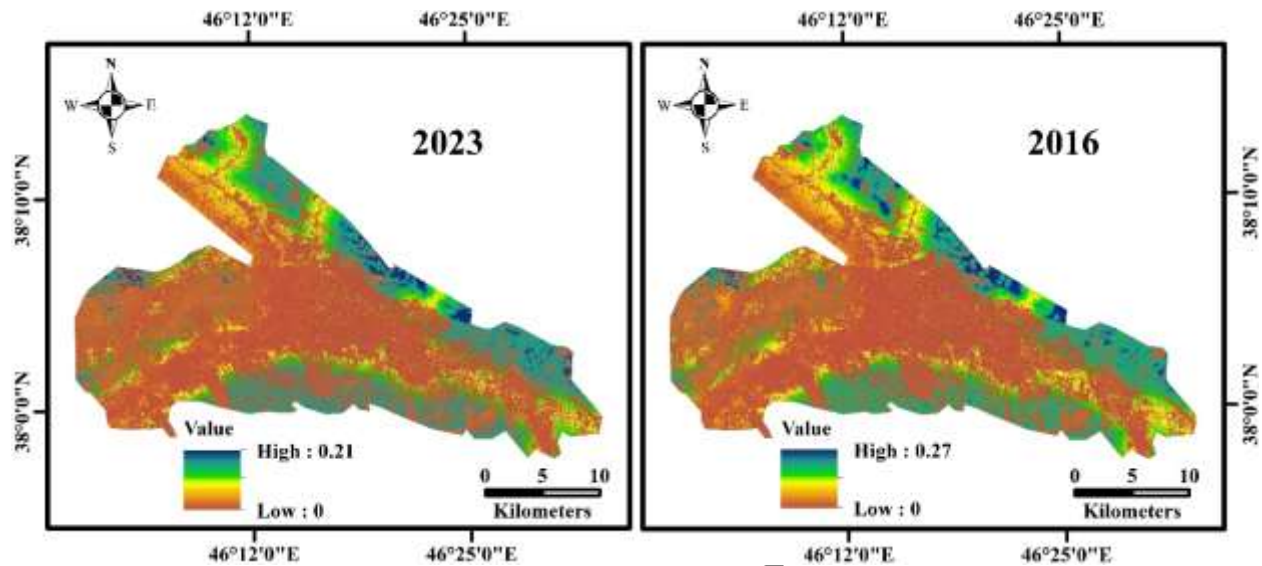 46°12'0"E 46°25'0"E 46°12'0"E 46°25'0"E
N
W E
S
2023
N
W E
S
2016
38°10'0"N
38°0'0"N
38°10'0"N
38°0'0"N
Value
High : 0.21
Low : 0
0 5 10
Kilometers
Value
High : 0.27
Low : 0
0 5 10
Kilometers
46°12'0"E 46°25'0"E 46°12'0"E 46°25'0"E